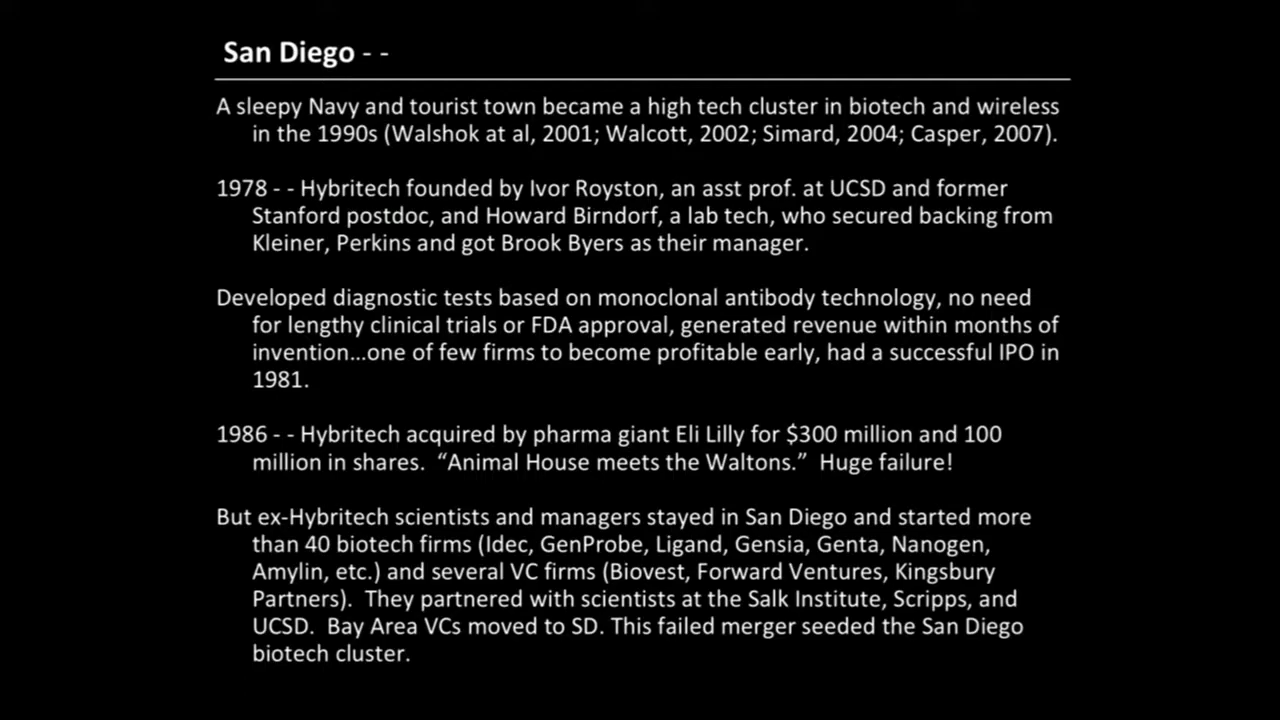 San Diego - -
A sleepy Navy and tourist town became a high tech cluster in biotech and wireless
in the 1990s (Walshok at al, 2001; Walcott, 2002; Simard, 2004; Casper, 2007).
1978 - - Hybritech founded by Ivor Royston, an asst prof. at UCSD and former
Stanford postdoc, and Howard Birndorf, a lab tech, who secured backing from
Kleiner, Perkins and got Brook Byers as their manager.
Developed diagnostic tests based on monoclonal antibody technology, no need
for lengthy clinical trials or FDA approval, generated revenue within months of
invention...one of few firms to become profitable early, had a successful IPO in
1981.
1986 - - Hybritech acquired by pharma giant Eli Lilly for $300 million and 100
million in shares.  “Animal House meets the Waltons.”  Huge failure!
But ex-Hybritech scientists and managers stayed in San Diego and started more
than 40 biotech firms (Idec, GenProbe, Ligand, Gensia, Genta, Nanogen,
Amylin, etc.) and several VC firms (Biovest, Forward Ventures, Kingsbury
Partners).  They partnered with scientists at the Salk Institute, Scripps, and
UCSD.  Bay Area VCs moved to SD. This failed merger seeded the San Diego
biotech cluster.